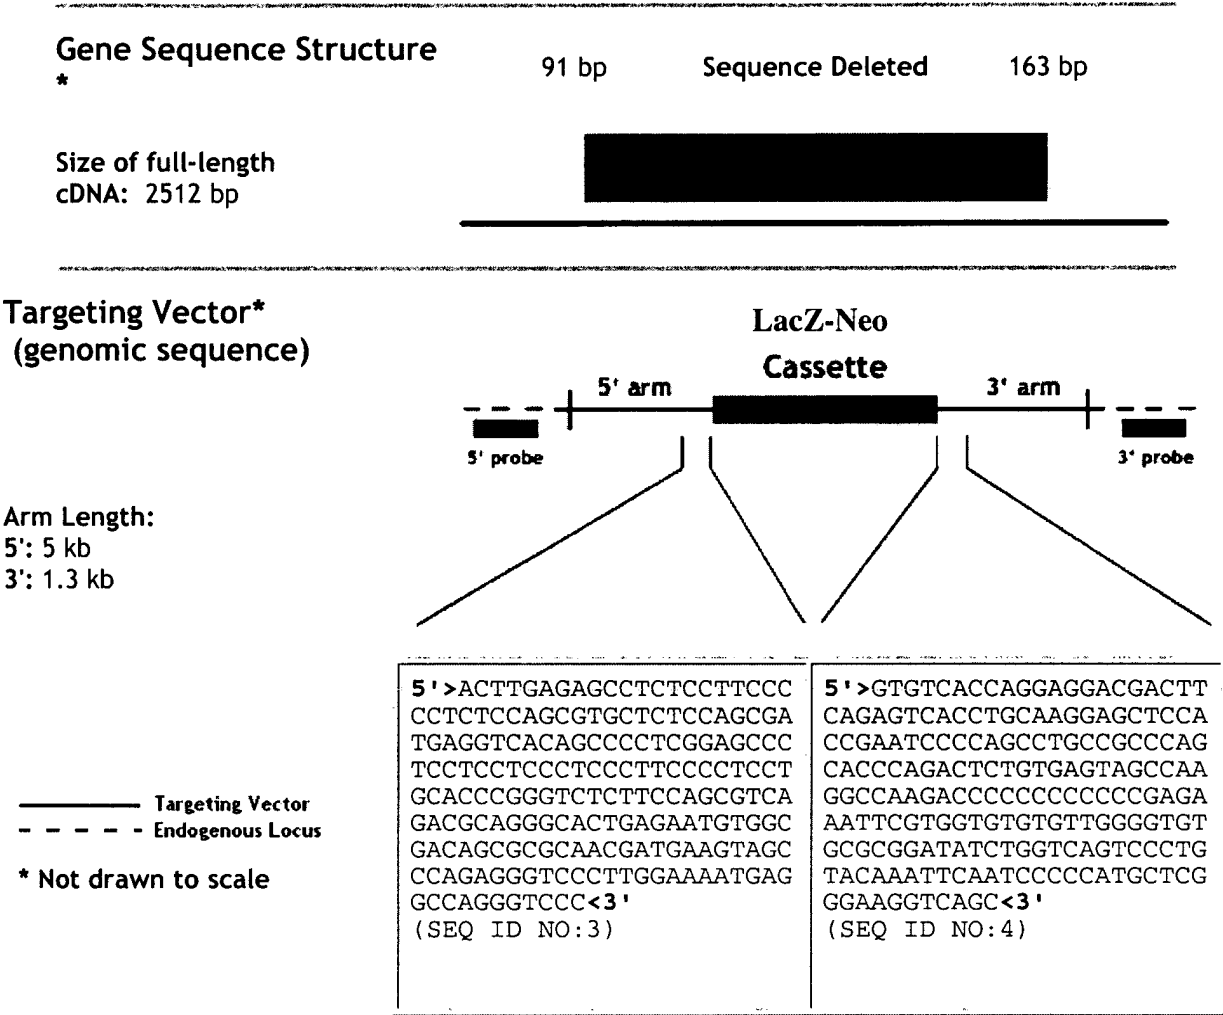 Gene Sequence Structure
*
91 bp Sequence Deleted 163 bp
Size of full-length
cDNA: 2512 bp
Targeting Vector*
(genomic sequence)
LacZ-Neo
Cassette
5' arm
3' arm
5' probe
3' probe
Arm Length:
5': 5 kb
3': 1.3 kb
Targeting Vector
Endogenous Locus
* Not drawn to scale
5'>ACTTGAGAGCCTCTCCTTCCC
CCTCTCCAGCGTGCTCTCCAGCGA
TGAGGTCACAGCCCCTCGGAGCCC
TCCTCCTCCCTCCCTTCCCCTCCT
GCACCCGGGTCTCTTCCAGCGTCA
GACGCAGGGCACTGAGAATGTGGC
GACAGCGCGCAACGATGAAGTAGC
CCAGAGGGTCCCTTGGAAAATGAG
GCCAGGGTCCC<3'
(SEQ ID NO:3)
5'>GTGTCACCAGGAGGACGACTT
CAGAGTCACCTGCAAGGAGCTCCA
CCGAATCCCCAGCCTGCCGCCCAG
CACCCAGACTCTGTGAGTAGCCAA
GGCCAAGACCCCCCCCCCCCGAGA
AATTCGTGGTGTGTGTTGGGGTGT
GCGCGGATATCTGGTCAGTCCCTG
TACAAATTCAATCCCCCATGCTCG
GGAAGGTCAGC<3'
(SEQ ID NO:4)